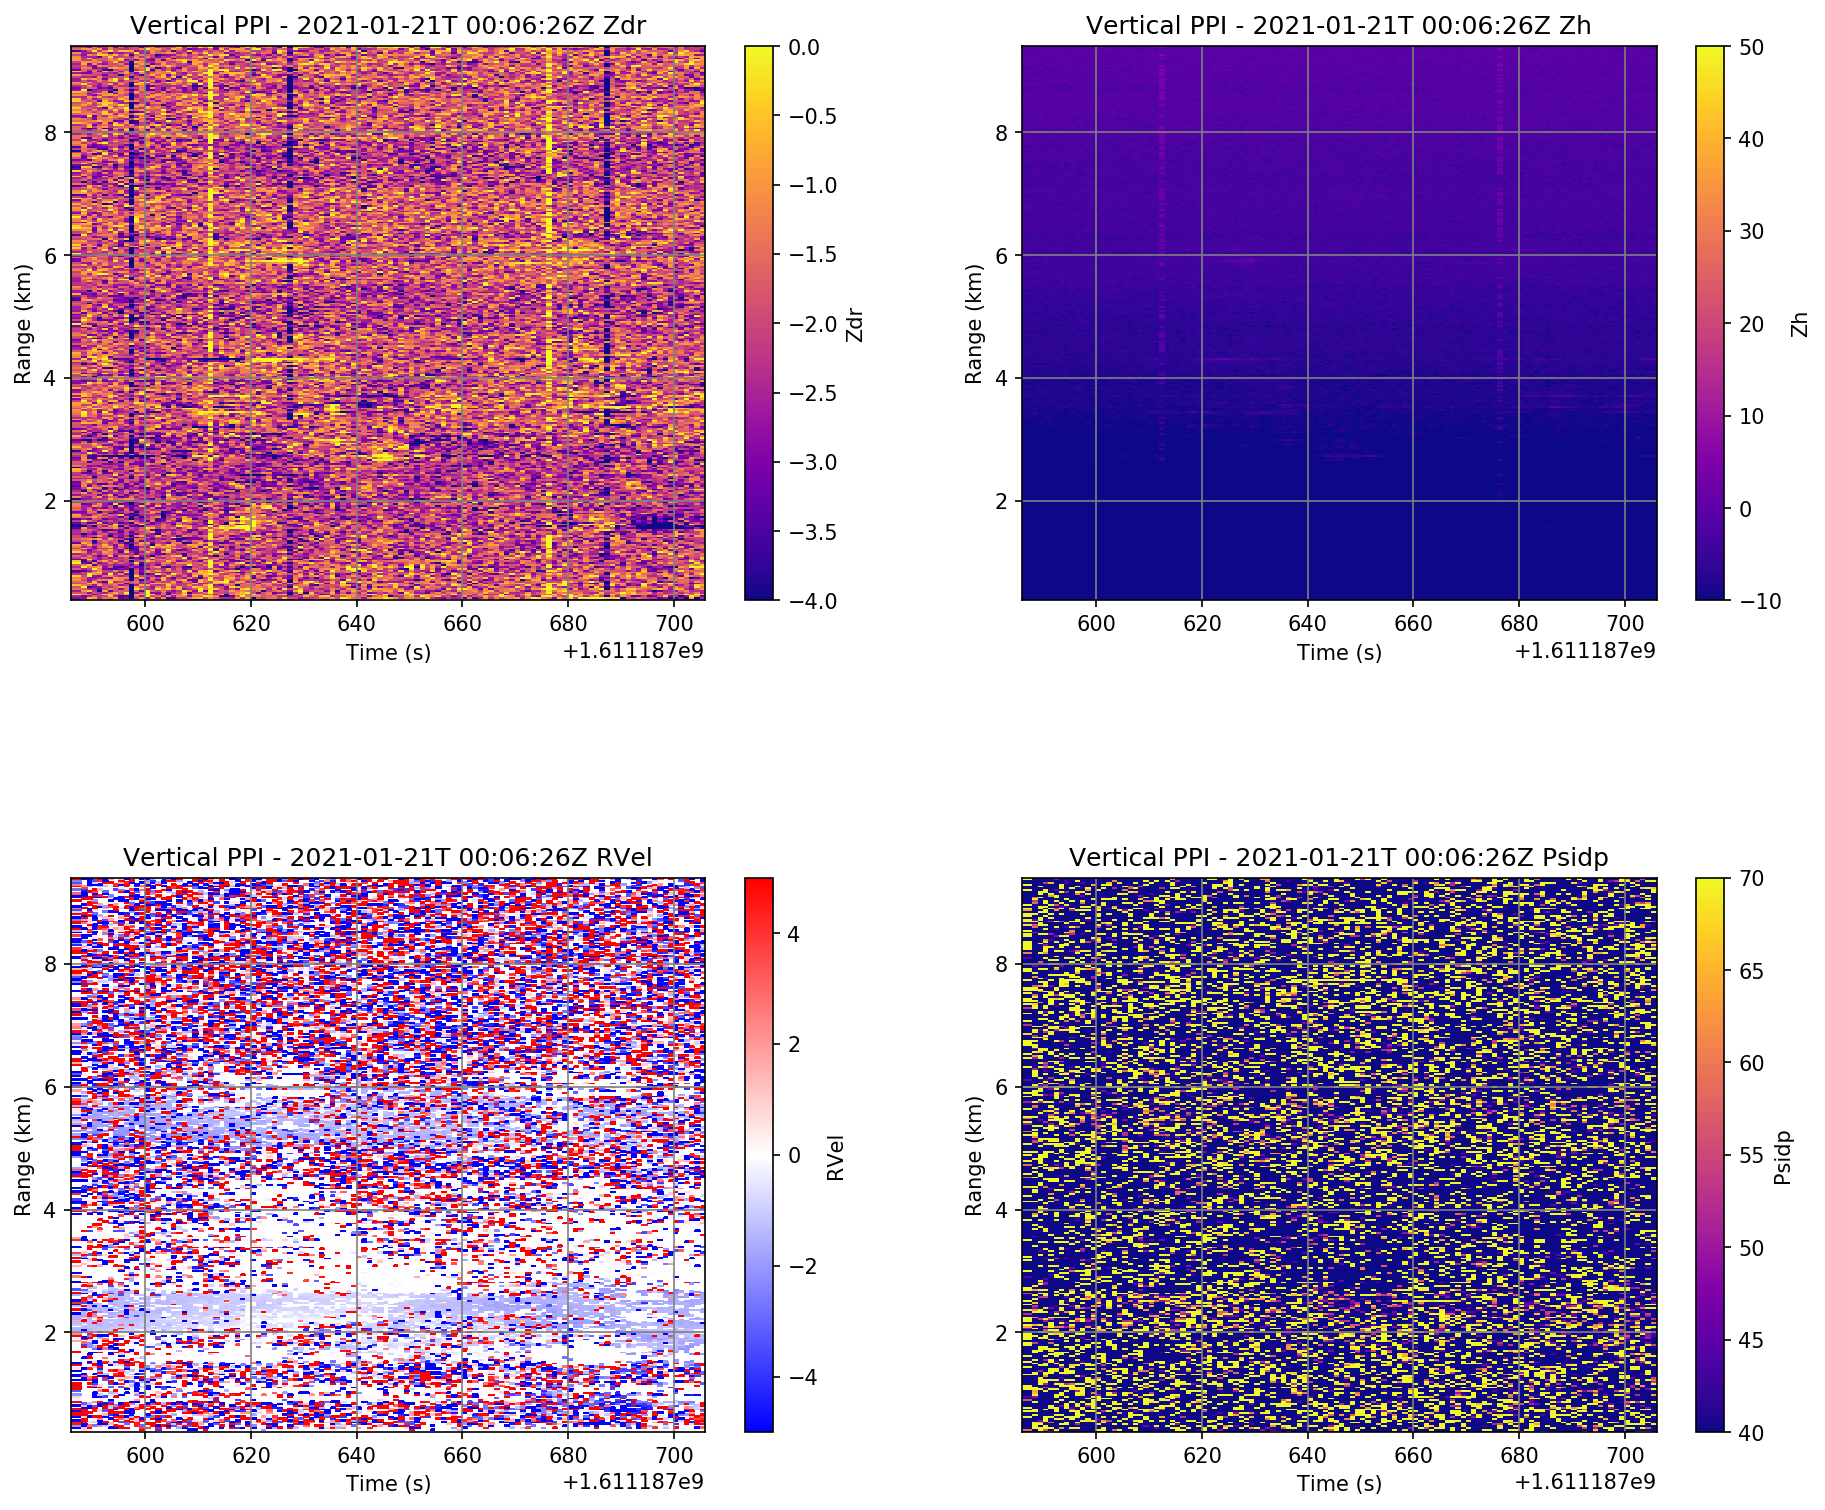 Vertical PPI - 2021-01-21T 00:06:26Z Zdr
Range (km)
8
6
4
2
600 620 640 660 680 700
Time (s)
+1.611187e9
0.0
−0.5
−1.0
−1.5
−2.0
−2.5
−3.0
−3.5
−4.0
Zdr
Vertical PPI - 2021-01-21T 00:06:26Z Zh
Range (km)
8
6
4
2
600 620 640 660 680 700
Time (s)
+1.611187e9
50
40
30
20
10
0
−10
Zh
Vertical PPI - 2021-01-21T 00:06:26Z RVel
Range (km)
8
6
4
2
600 620 640 660 680 700
Time (s)
+1.611187e9
4
2
0
−2
−4
RVel
Vertical PPI - 2021-01-21T 00:06:26Z Psidp
Range (km)
8
6
4
2
600 620 640 660 680 700
Time (s)
+1.611187e9
70
65
60
55
50
45
40
Psidp